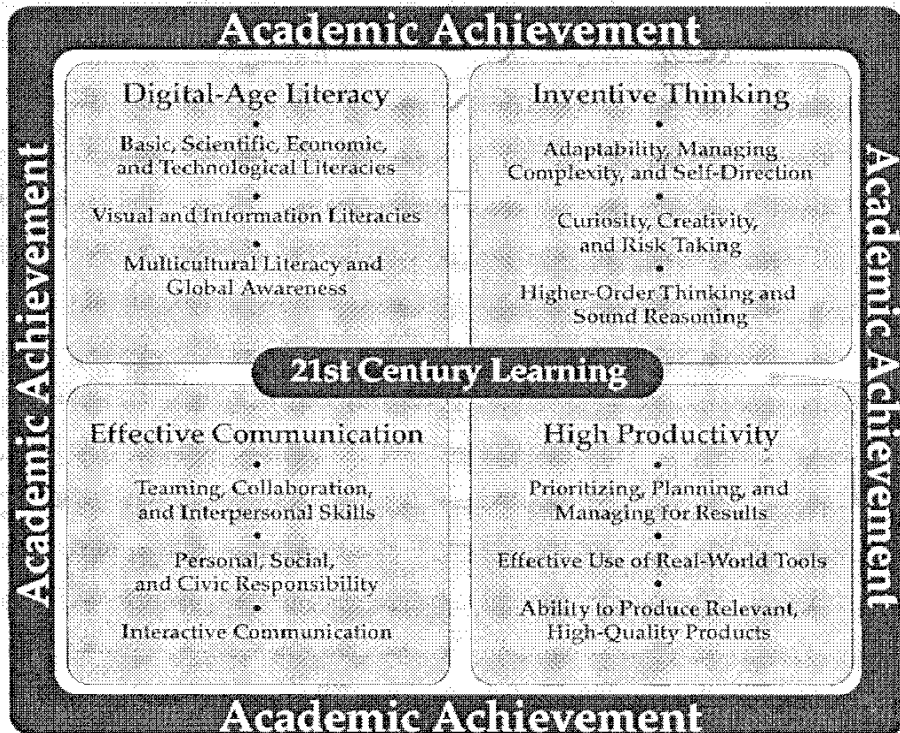 Academic Achievement
Digital-Age Literacy
•
Basic, Scientific, Economic,
and Technological Literacies
•
Visual and Information Literacies
•
Multicultural Literacy and
Global Awareness
Inventive Thinking
•
Adaptability, Managing
Complexity, and Self-Direction
•
Curiosity, Creativity,
and Risk Taking
•
Higher-Order Thinking and
Sound Reasoning
Academic Achievement
Academic Achievement
21st Century Learning
Effective Communication
•
Teaming, Collaboration,
and Interpersonal Skills
•
Personal, Social,
and Civic Responsibility
•
Interactive Communication
High Productivity
•
Prioritizing, Planning, and
Managing for Results
•
Effective Use of Real-World Tools
•
Ability to Produce Relevant,
High-Quality Products
Academic Achievement